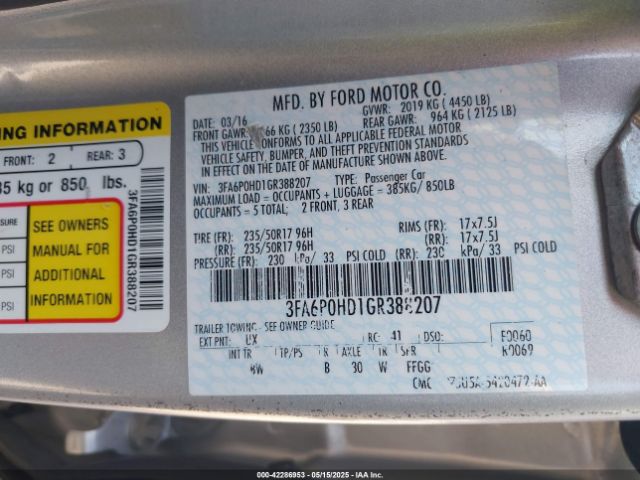 ING INFORMATION
FRONT: 2 REAR: 3
35 kg or 850 lbs.
SURE
PSI
PSI
PSI
SEE OWNERS
MANUAL FOR
ADDITIONAL
INFORMATION
3FA6P0HD1GR388207
MFD. BY FORD MOTOR CO.
DATE: 03/16 GVWR: 2019 KG ( 4450 LB)
FRONT GAWR: 66 KG ( 2350 LB) REAR GAWR: 964 KG ( 2125 LB)
THIS VEHICLE CONFORMS TO ALL APPLICABLE FEDERAL MOTOR
VEHICLE SAFETY, BUMPER, AND THEFT PREVENTION STANDARDS
IN EFFECT ON THE DATE OF MANUFACTURE SHOWN ABOVE.
VIN: 3FA6P0HD1GR388207 TYPE: Passenger Car
MAXIMUM LOAD = OCCUPANTS + LUGGAGE = 385KG/ 850LB
OCCUPANTS = 5 TOTAL; 2 FRONT, 3 REAR
TIRE (FR): 235/50R17 96H RIMS (FR): 17x7.5J
(RR): 235/50R17 96H (RR): 17x7.5J
PRESSURE (FR): 230 kPa/ 33 PSI COLD (RR): 230 kPa/ 33 PSI COLD
3FA6P0HD1GR388207
TRAILER TOWING - SEE OWNER GUIDE
EXT PNT: UX RC: 41 DSO: F0060
INT TR TP/PS R AXLE TR SPR K0069
BW B 30 W FFGG
CMC
000-42286953 - 05/15/2025 - IAAI COMPANY